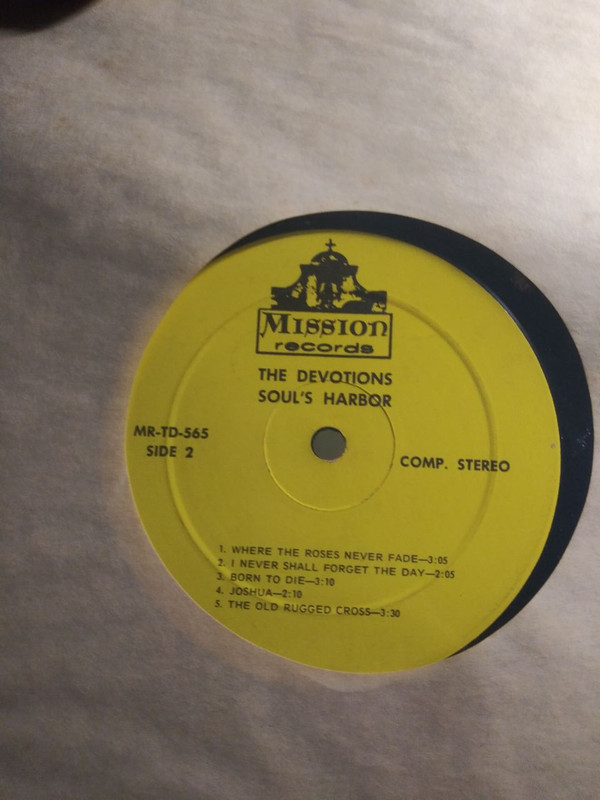 Mission
records
THE DEVOTIONS
SOUL'S HARBOR
MR-TD-565
SIDE 2
COMP. STEREO
1. WHERE THE ROSES NEVER FADE—3:05
2. I NEVER SHALL FORGET THE DAY—2:05
3. BORN TO DIE—3:10
4. JOSHUA—2:10
5. THE OLD RUGGED CROSS—3:30